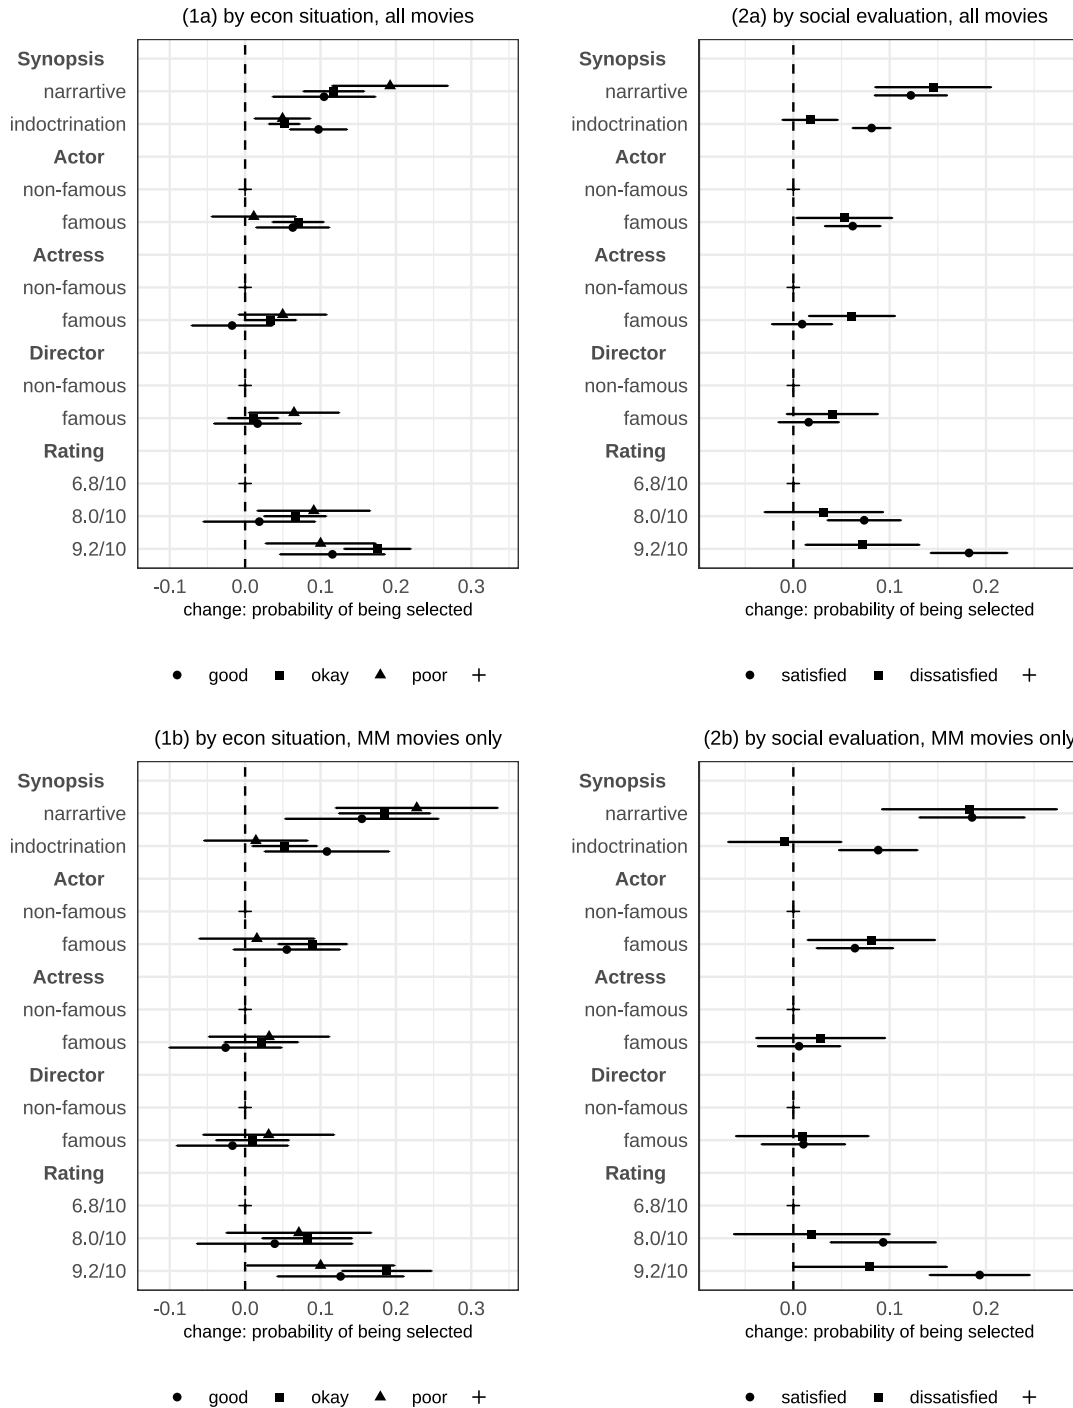 (1a) by econ situation, all movies
Synopsis
narrartive
indoctrination
Actor
non-famous
famous
Actress
non-famous
famous
Director
non-famous
famous
Rating
6.8/10
8.0/10
9.2/10
-0.1 0.0 0.1 0.2 0.3
change: probability of being selected
good okay poor
(2a) by social evaluation, all movies
Synopsis
narrartive
indoctrination
Actor
non-famous
famous
Actress
non-famous
famous
Director
non-famous
famous
Rating
6.8/10
8.0/10
9.2/10
0.0 0.2
change: probability of being selected
satisfied dissatisfied
(1b) by econ situation, MM movies only
Synopsis
narrartive
indoctrination
Actor
non-famous
famous
Actress
non-famous
famous
Director
non-famous
famous
Rating
6.8/10
8.0/10
9.2/10
-0.1 0.0 0.1 0.2 0.3
change: probability of being selected
good okay poor
(2b) by social evaluation, MM movies only
Synopsis
narrartive
indoctrination
Actor
non-famous
famous
Actress
non-famous
famous
Director
non-famous
famous
Rating
6.8/10
8.0/10
9.2/10
0.0 0.2
change: probability of being selected
satisfied dissatisfied